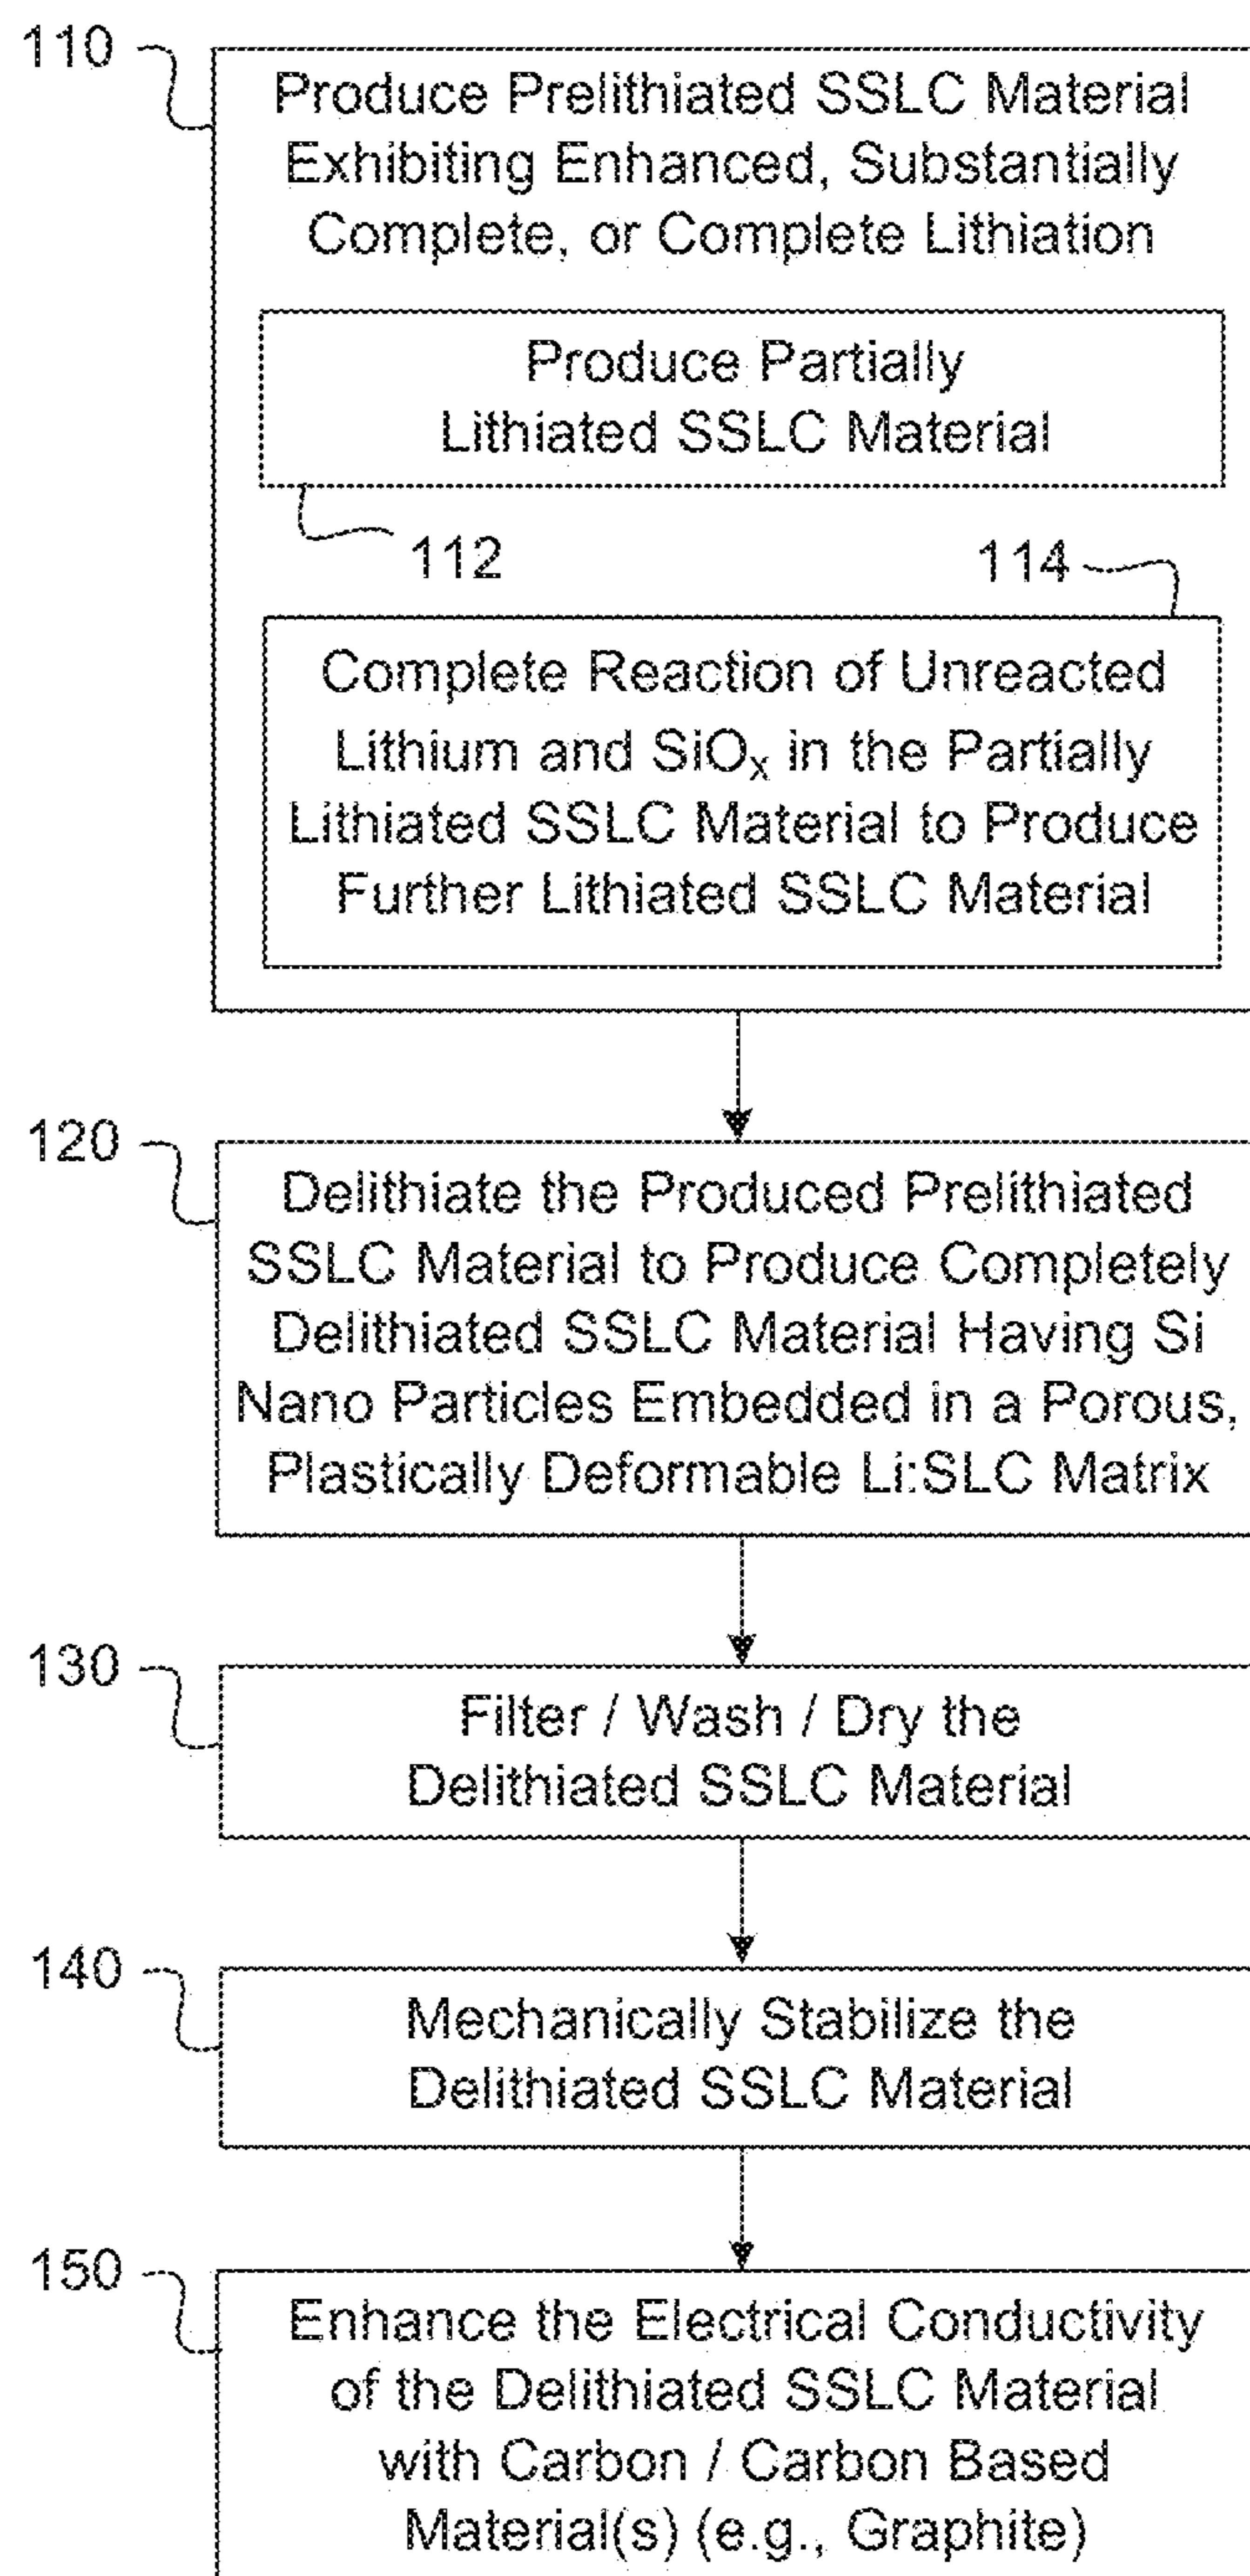 110
Produce Prelithiated SSLC Material
Exhibiting Enhanced, Substantially
Complete, or Complete Lithiation
Produce Partially
Lithiated SSLC Material
112
114
Complete Reaction of Unreacted
Lithium and SiOₓ in the Partially
Lithiated SSLC Material to Produce
Further Lithiated SSLC Material
120
Delithiate the Produced Prelithiated
SSLC Material to Produce Completely
Delithiated SSLC Material Having Si
Nano Particles Embedded in a Porous,
Plastically Deformable Li:SLC Matrix
130
Filter / Wash / Dry the
Delithiated SSLC Material
140
Mechanically Stabilize the
Delithiated SSLC Material
150
Enhance the Electrical Conductivity
of the Delithiated SSLC Material
with Carbon / Carbon Based
Material(s) (e.g., Graphite)